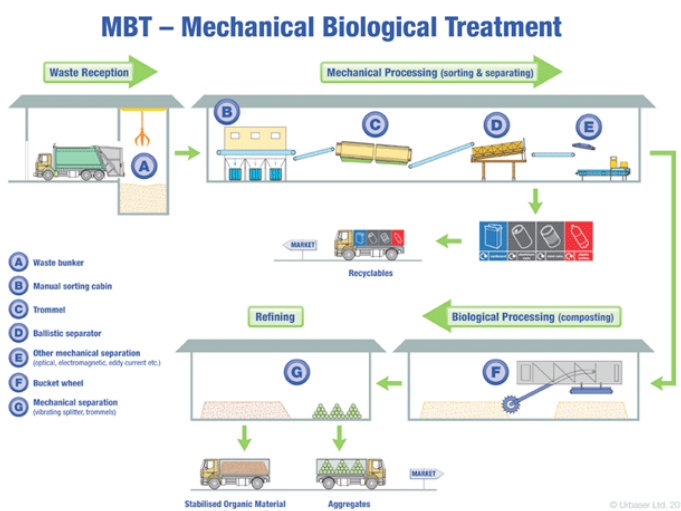 MBT – Mechanical Biological Treatment
Waste Reception
Mechanical Processing (sorting & separating)
A
B
C
D
E
MARKET
Recyclables
A Waste bunker
B Manual sorting cabin
C Trommel
D Ballistic separator
E Other mechanical separation
(optical, electromagnetic, eddy current etc.)
F Bucket wheel
G Mechanical separation
(vibrating splitter, trommels)
Refining
Biological Processing (composting)
G
F
MARKET
Stabilised Organic Material
Aggregates
© Urbaser Ltd, 20